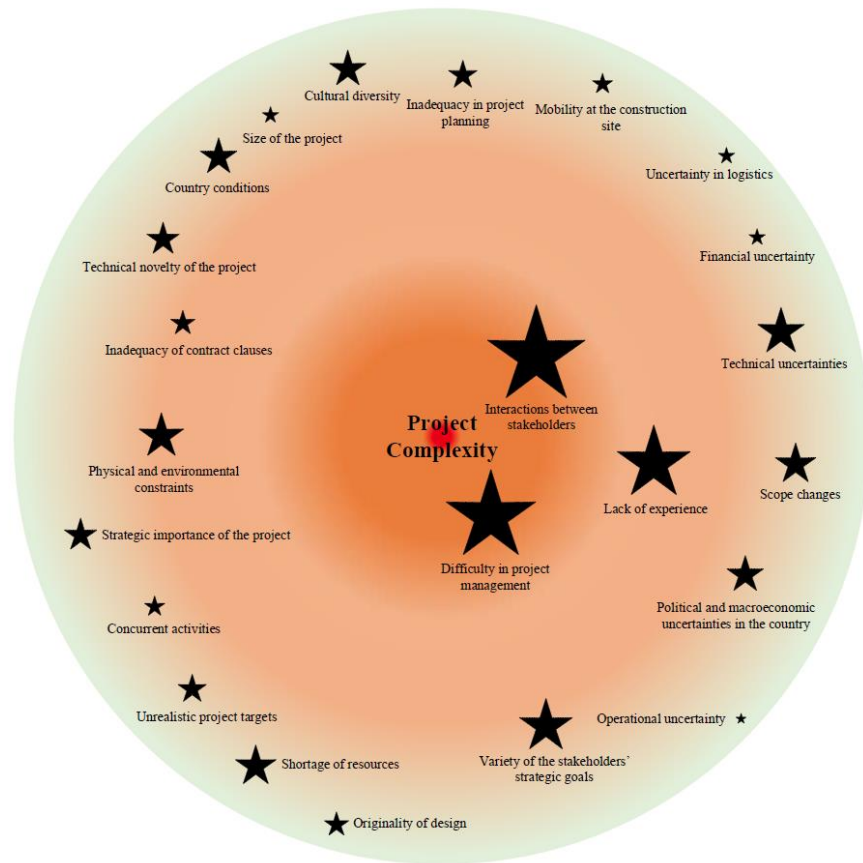 Cultural diversity
Inadequacy in project
planning
Mobility at the construction
site
Size of the project
Uncertainty in logistics
Country conditions
Technical novelty of the project
Financial uncertainty
Inadequacy of contract clauses
Technical uncertainties
Interactions between
stakeholders
Project
Complexity
Physical and environmental
constraints
Lack of experience
Scope changes
Strategic importance of the project
Difficulty in project
management
Political and macroeconomic
uncertainties in the country
Concurrent activities
Unrealistic project targets
Operational uncertainty
Shortage of resources
Variety of the stakeholders´
strategic goals
Originality of design